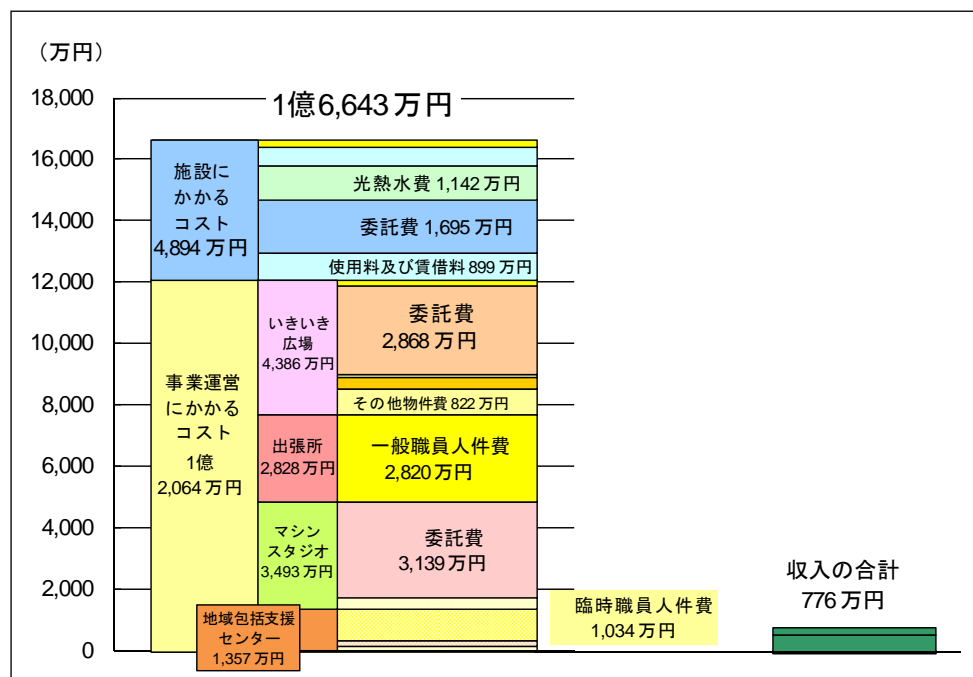 （万円）
18,000
16,000
14,000
12,000
10,000
8,000
6,000
4,000
2,000
0
1億6,643万円
施設に
かかる
コスト
4,894万円
光熱水費 1,142万円
委託費 1,695万円
使用料及び賃借料 899万円
事業運営
にかかる
コスト
1億
2,064万円
いきいき
広場
4,386万円
委託費
2,868万円
その他物件費 822万円
出張所
2,828万円
一般職員人件費
2,820万円
マシン
スタジオ
3,493万円
委託費
3,139万円
地域包括支援
センター
1,357万円
臨時職員人件費
1,034万円
収入の合計
776万円